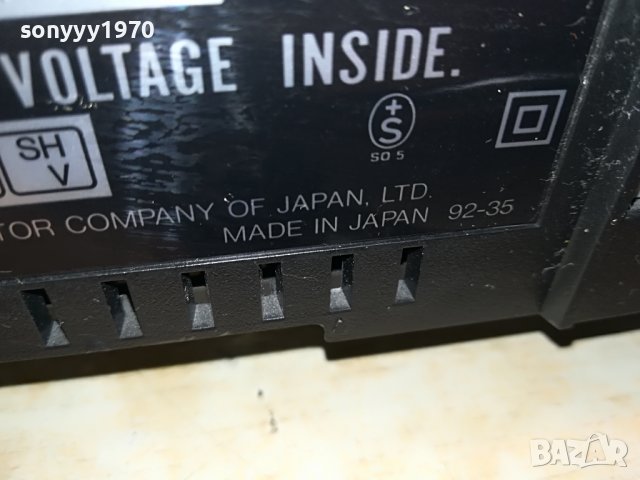 sonyyy1970
VOLTAGE INSIDE.
SH
V
+
S
SO 5
TOR COMPANY OF JAPAN, LTD.
MADE IN JAPAN 92-35
BAZAR